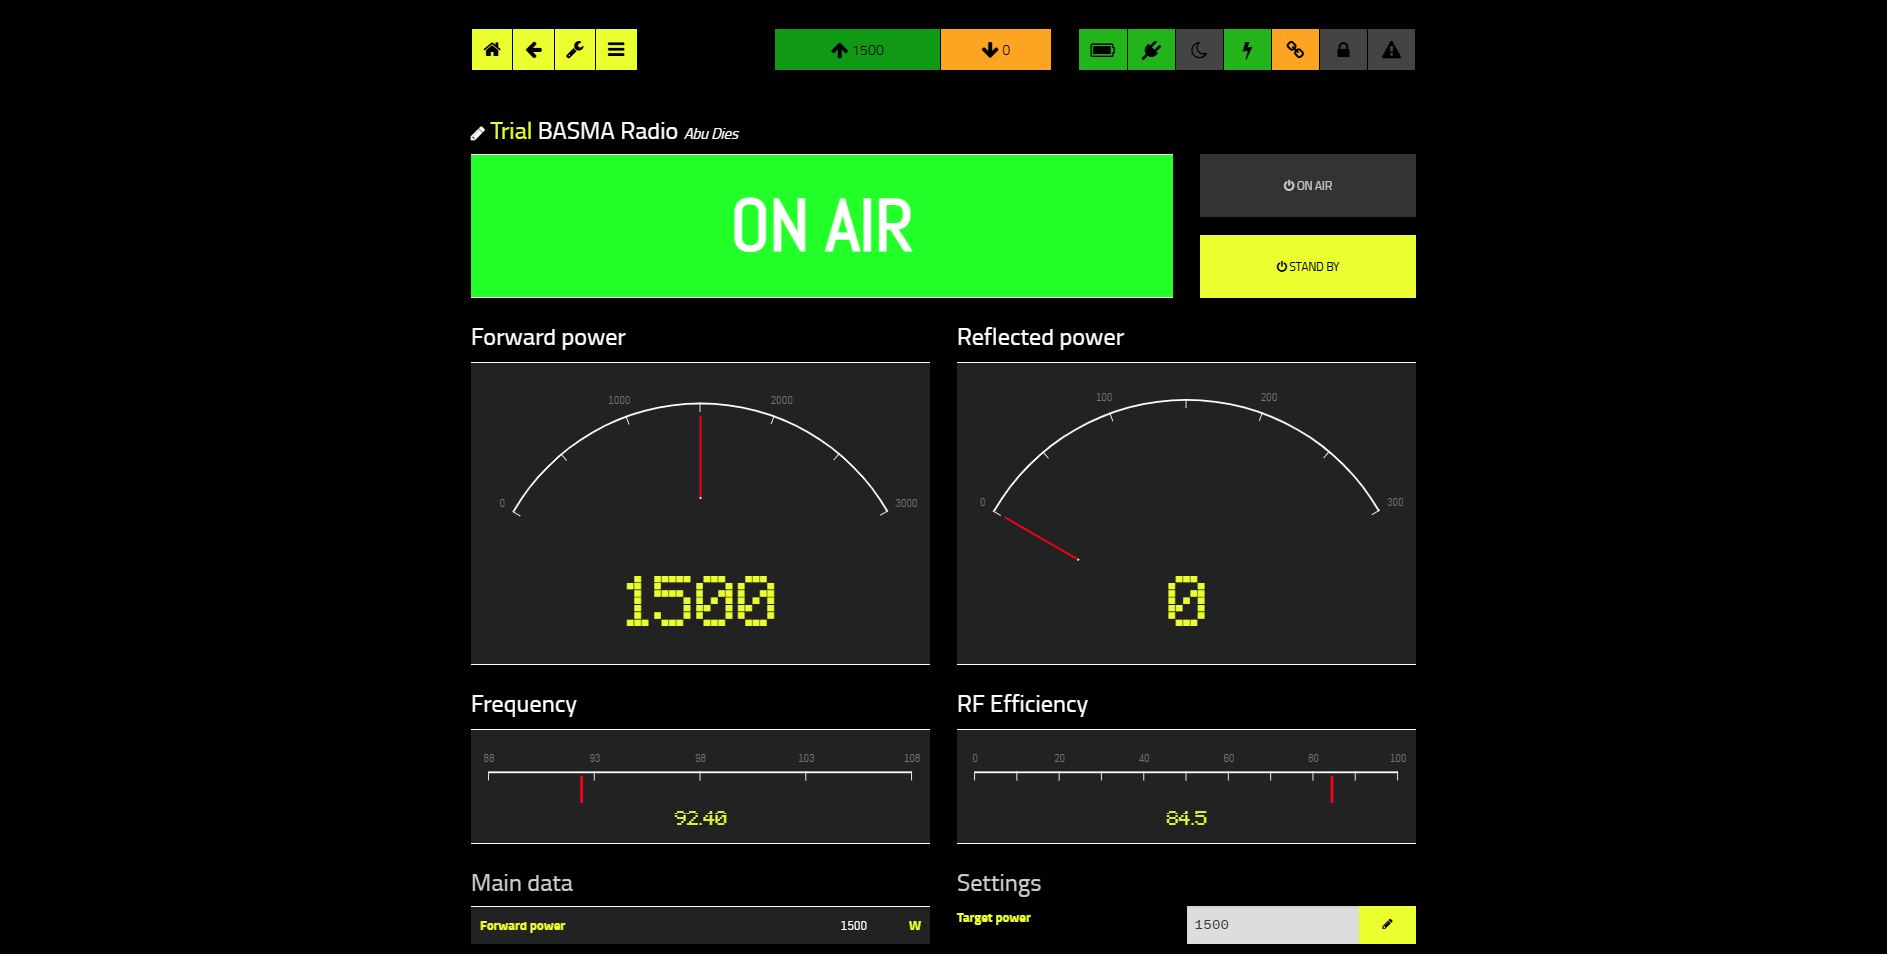 1500
0
Trial BASMA Radio Abu Dies
ON AIR
ON AIR
STAND BY
Forward power
0
1000
2000
3000
1500
Reflected power
0
100
200
300
0
Frequency
88 93 98 103 108
92.40
RF Efficiency
0 20 40 60 80 100
84.5
Main data
Forward power 1500 W
Settings
Target power 1500